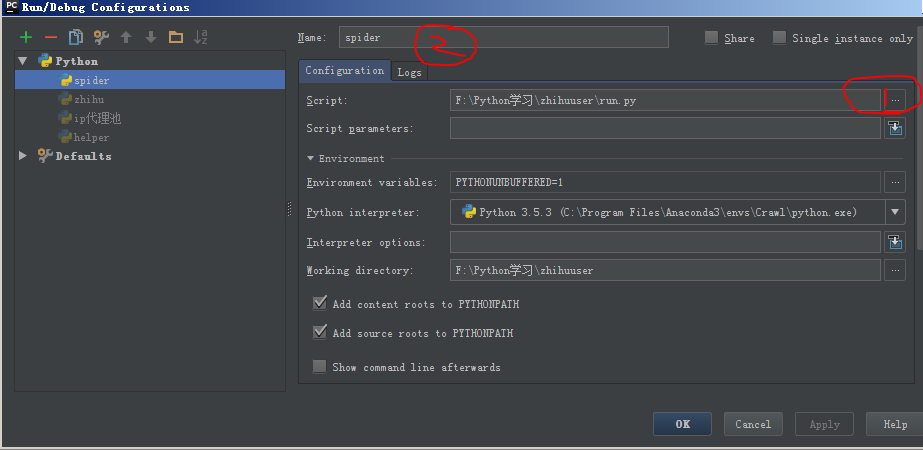 PC Run/Debug Configurations
Name: spider
Share
Single instance only
2
Python
spider
zhihu
ip代理池
helper
Defaults
Configuration
Logs
Script: F:\Python学习\zhihuuser\run.py ...
Script parameters:
Environment
Environment variables: PYTHONUNBUFFERED=1 ...
Python interpreter: Python 3.5.3 (C:\Program Files\Anaconda3\envs\Crawl\python.exe)
Interpreter options:
Working directory: F:\Python学习\zhihuuser ...
Add content roots to PYTHONPATH
Add source roots to PYTHONPATH
Show command line afterwards
OK
Cancel
Apply
Help